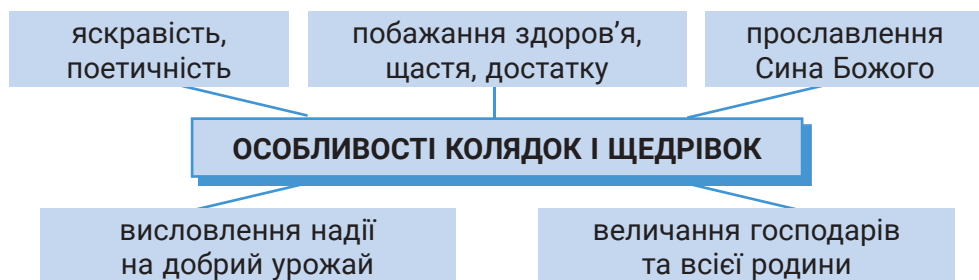 яскравість,
поетичність
побажання здоров’я,
щастя, достатку
прославлення
Сина Божого
ОСОБЛИВОСТІ КОЛЯДОК І ЩЕДРІВОК
висловлення надії
на добрий урожай
величання господарів
та всієї родини